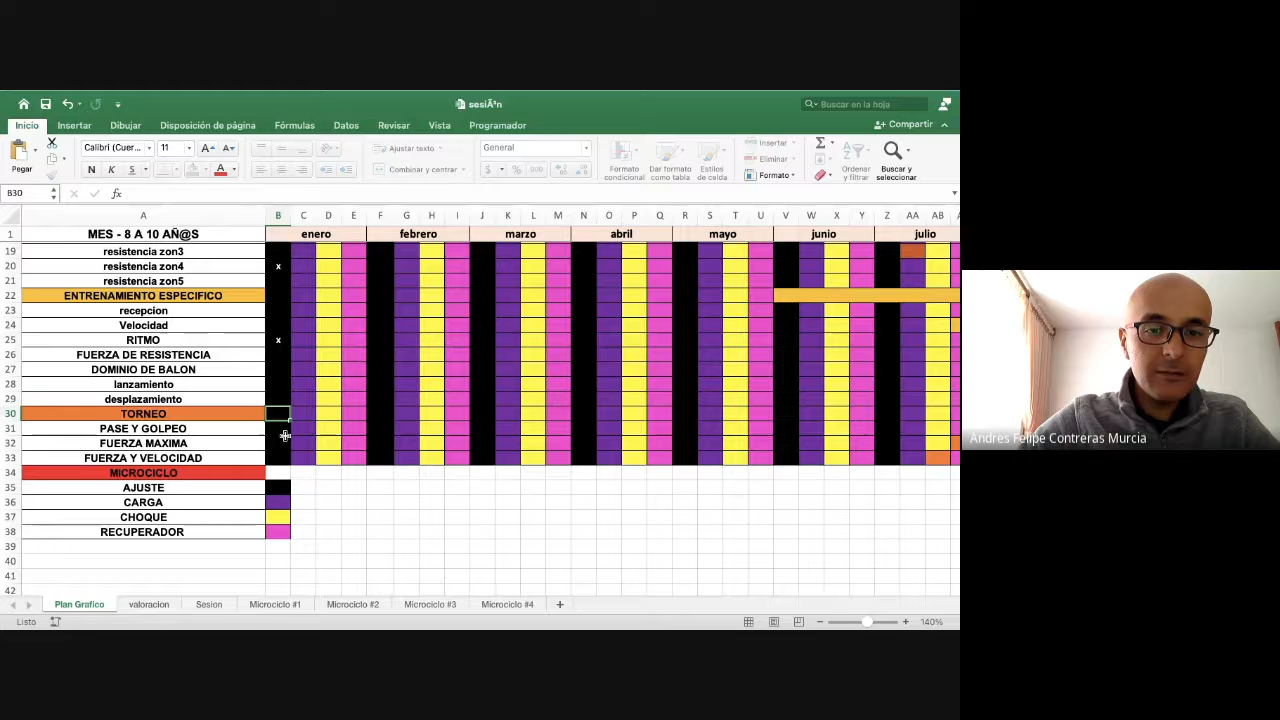 sesiÃ³n
Buscar en la hoja
Inicio Insertar Dibujar Disposición de página Fórmulas Datos Revisar Vista Programador
Compartir
Pegar
Calibri (Cuer... 11
N K S
Ajustar texto
Combinar y centrar
General
$ % 000
Formato condicional
Dar formato como tabla
Estilos de celda
Insertar
Eliminar
Formato
Ordenar y filtrar
Buscar y seleccionar
B30 fx
A B C D E F G H I J K L M N O P Q R S T U V W X Y Z AA AB
1 MES - 8 A 10 AÑ@S enero febrero marzo abril mayo junio julio
19 resistencia zon3
20 resistencia zon4 x
21 resistencia zon5
22 ENTRENAMIENTO ESPECIFICO
23 recepcion
24 Velocidad
25 RITMO x
26 FUERZA DE RESISTENCIA
27 DOMINIO DE BALON
28 lanzamiento
29 desplazamiento
30 TORNEO
31 PASE Y GOLPEO
32 FUERZA MAXIMA
33 FUERZA Y VELOCIDAD
34 MICROCICLO
35 AJUSTE
36 CARGA
37 CHOQUE
38 RECUPERADOR
39
40
41
42
Plan Grafico valoracion Sesion Microciclo #1 Microciclo #2 Microciclo #3 Microciclo #4 +
Listo 140%
Andres Felipe Contreras Murcia